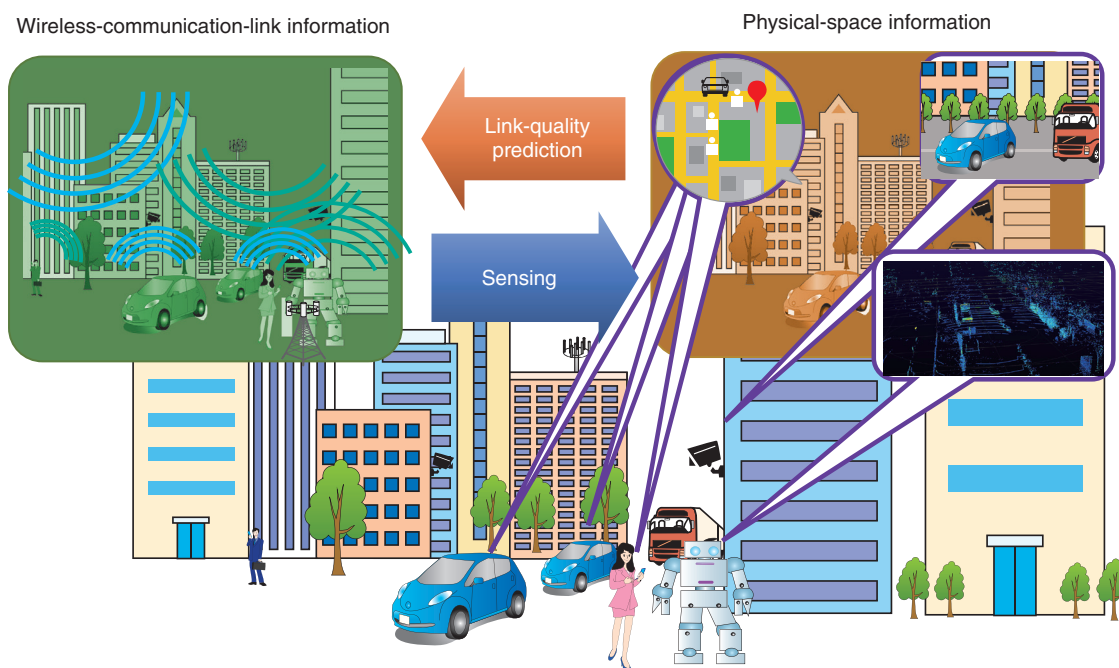 Wireless-communication-link information
Physical-space information
Link-quality
prediction
Sensing